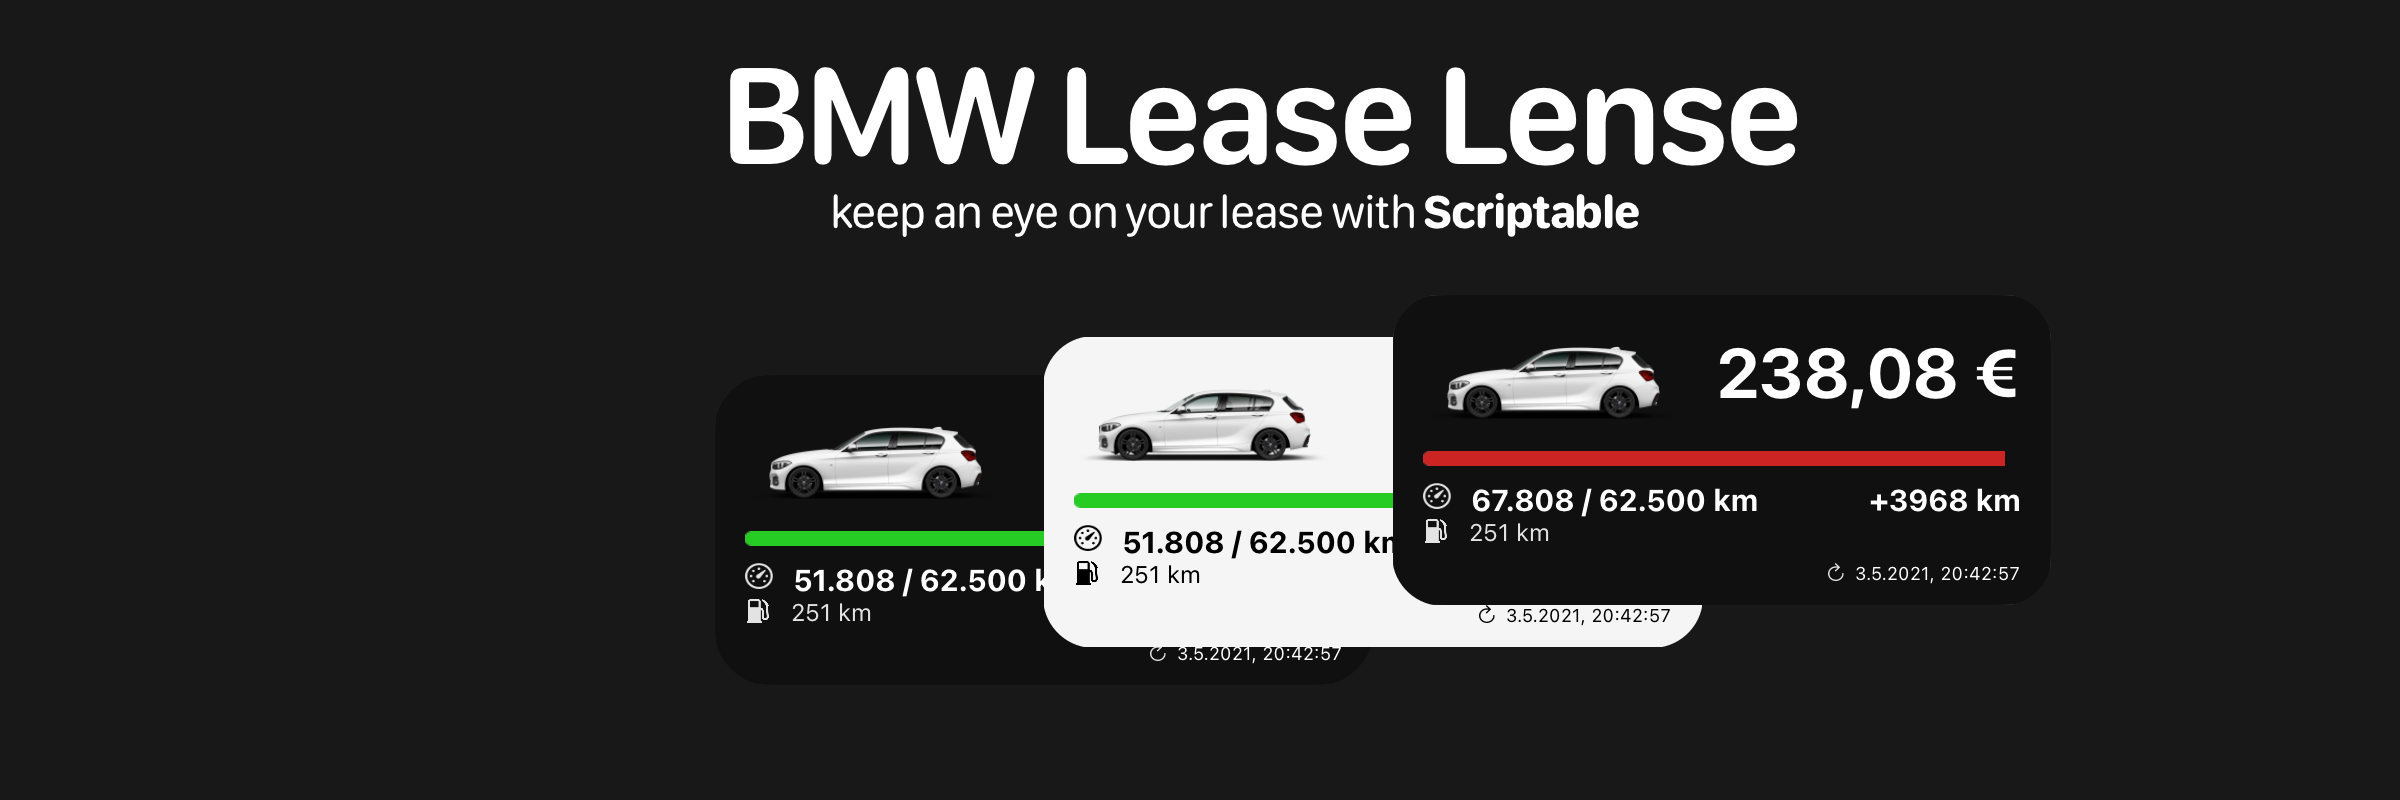 BMW Lease Lense
keep an eye on your lease with Scriptable
51.808 / 62.500
251 km
3.5.2021, 20:42:57
51.808 / 62.500 km
251 km
3.5.2021, 20:42:57
238,08 €
67.808 / 62.500 km
+3968 km
251 km
3.5.2021, 20:42:57